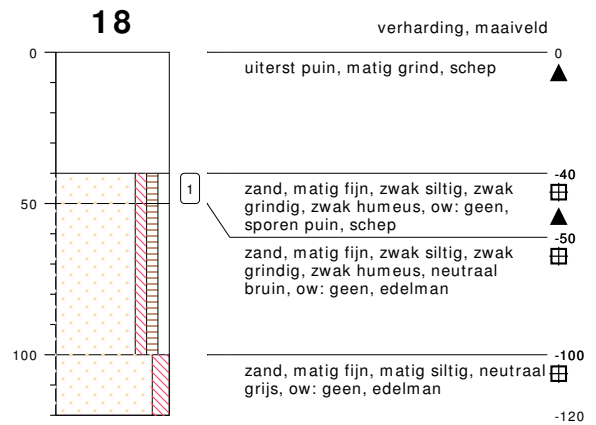 18
verharding, maaiveld
0
0
uiterst puin, matig grind, schep
-40
1
zand, matig fijn, zwak siltig, zwak
grindig, zwak humeus, ow: geen,
sporen puin, schep
50
-50
zand, matig fijn, zwak siltig, zwak
grindig, zwak humeus, neutraal
bruin, ow: geen, edelman
100
-100
zand, matig fijn, matig siltig, neutraal
grijs, ow: geen, edelman
-120